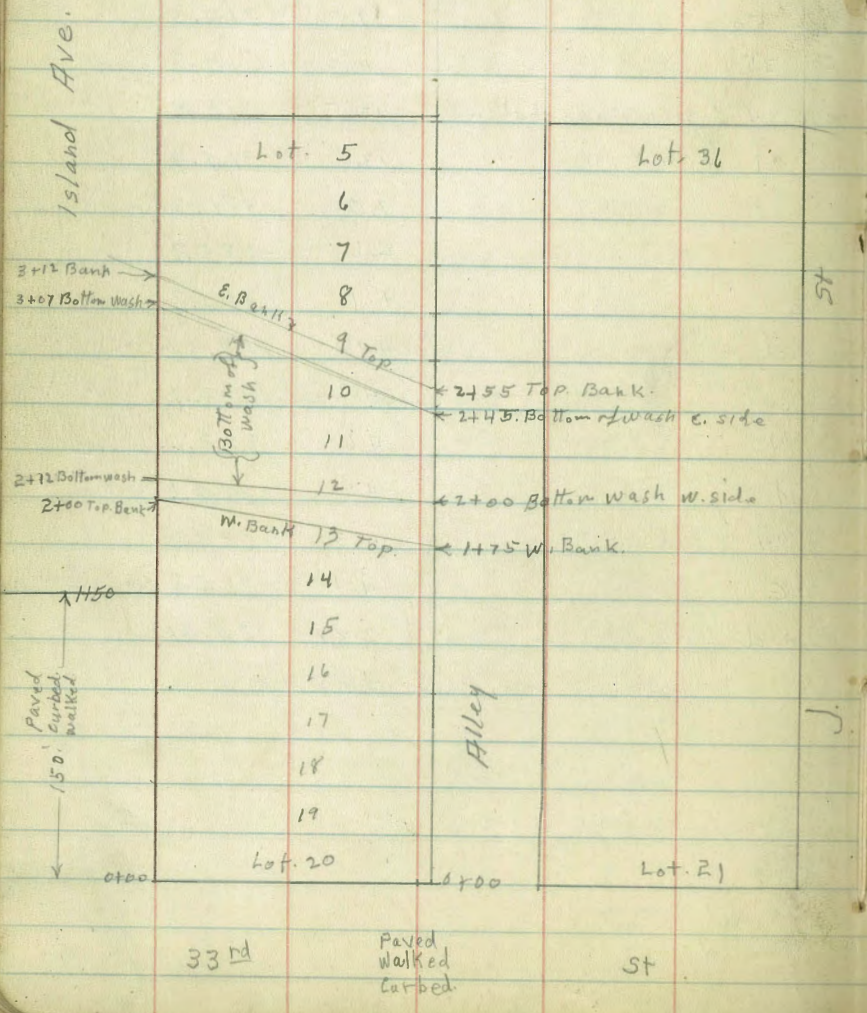 Island Ave.
Lot. 5
Lot. 36
6
7
3+12 Bank
E. Bank
8
St
3+07 Bottom Wash
9 Top
Bottom of wash
10
2+55 Top. Bank.
2+45. Bottom of wash E. side
11
2+12 Bottom wash
12
2+00 Bottom wash w. side
2+00 Top. Bank
W. Bank 13 Top.
1+75 W. Bank.
14
1+50
15
Paved
Curbed.
walked
150'
16
Alley
17
J.
18
19
Lot. 20
Lot. 21
0+00
0+00
33rd
Paved
Walked
Curbed.
St